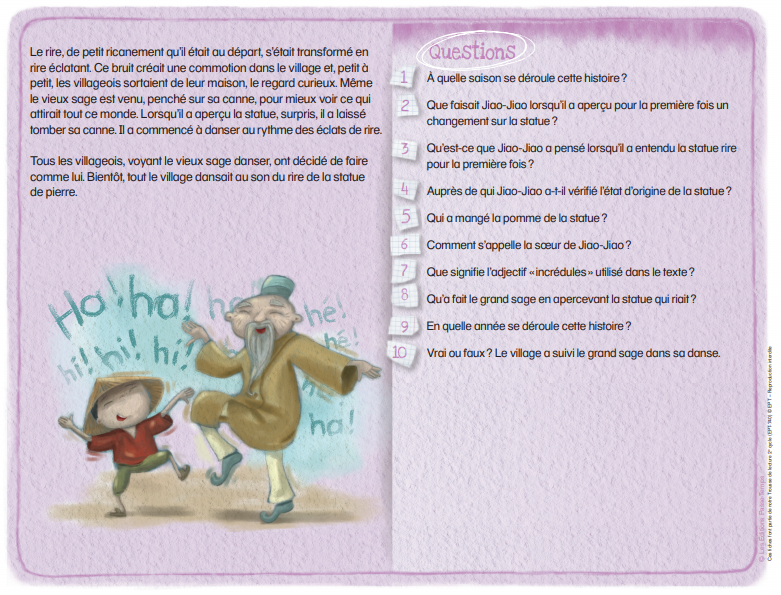 Le rire, de petit ricanement qu'il était au départ, s'était transformé en
rire éclatant. Ce bruit créait une commotion dans le village et, petit à
petit, les villageois sortaient de leur maison, le regard curieux. Même
le vieux sage est venu, penché sur sa canne, pour mieux voir ce qui
attirait tout ce monde. Lorsqu'il a aperçu la statue, surpris, il a laissé
tomber sa canne. Il a commencé à danser au rythme des éclats de rire.
Tous les villageois, voyant le vieux sage danser, ont décidé de faire
comme lui. Bientôt, tout le village dansait au son du rire de la statue
de pierre.
Ha! ha! ha! hé!
hi! hi! hi! hé!
ha!
Questions
1 À quelle saison se déroule cette histoire ?
2 Que faisait Jiao-Jiao lorsqu'il a aperçu pour la première fois un
changement sur la statue ?
3 Qu'est-ce que Jiao-Jiao a pensé lorsqu'il a entendu la statue rire
pour la première fois ?
4 Auprès de qui Jiao-Jiao a-t-il vérifié l'état d'origine de la statue ?
5 Qui a mangé la pomme de la statue ?
6 Comment s'appelle la sœur de Jiao-Jiao ?
7 Que signifie l'adjectif « incrédules » utilisé dans le texte ?
8 Qu'a fait le grand sage en apercevant la statue qui riait ?
9 En quelle année se déroule cette histoire ?
10 Vrai ou faux ? Le village a suivi le grand sage dans sa danse.
© Les Éditions Passe-Temps